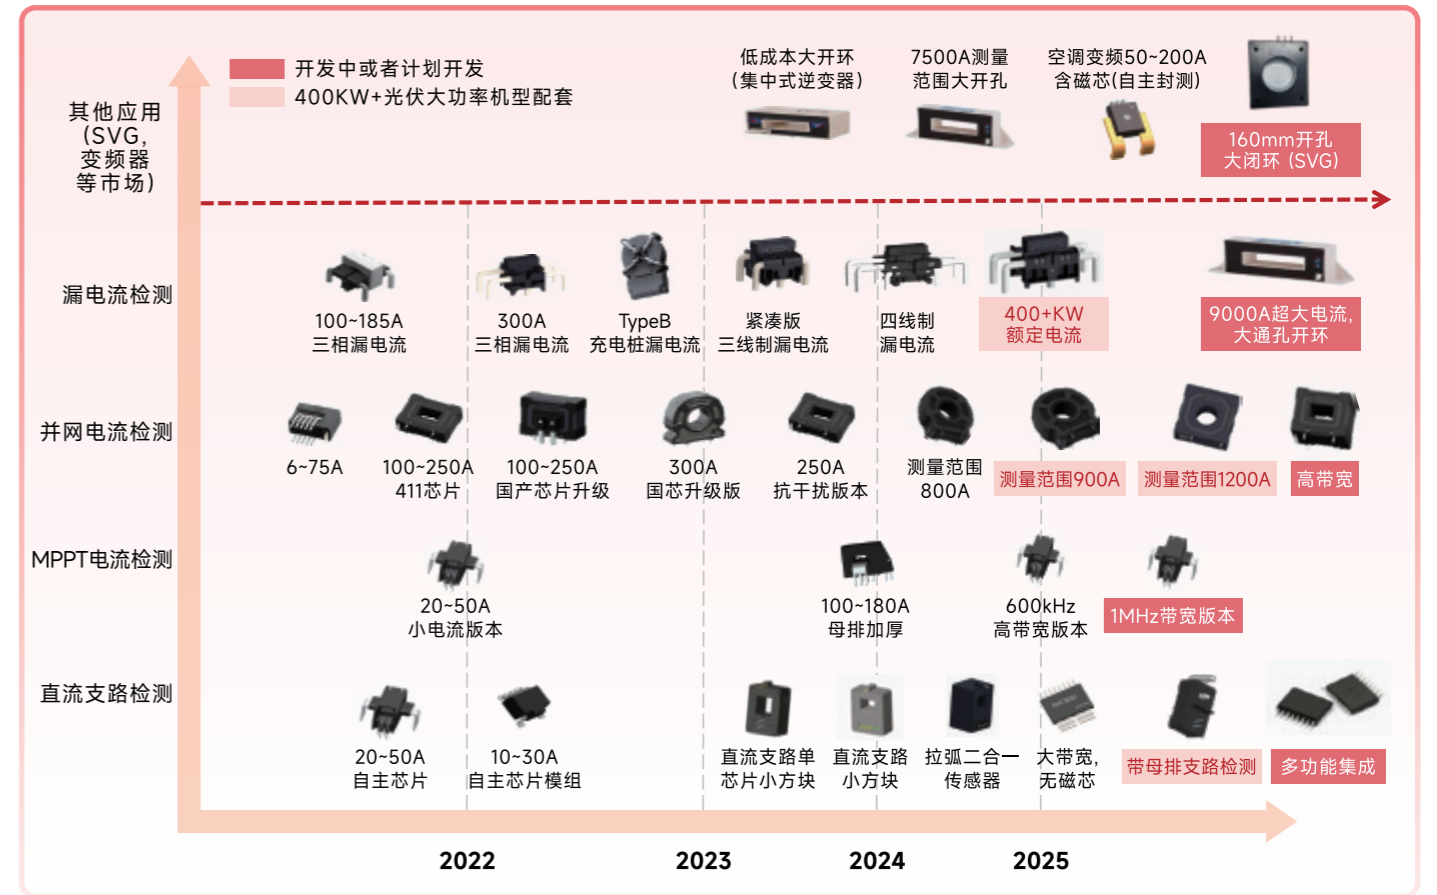 开发中或者计划开发
400KW+光伏大功率机型配套
其他应用
(SVG,
变频器
等市场)
低成本大开环
(集中式逆变器)
7500A测量
范围大开孔
空调变频50~200A
含磁芯(自主封测)
160mm开孔
大闭环 (SVG)
漏电流检测
100~185A
三相漏电流
300A
三相漏电流
TypeB
充电桩漏电流
紧凑版
三线制漏电流
四线制
漏电流
400+KW
额定电流
9000A超大电流,
大通孔开环
并网电流检测
6~75A
100~250A
411芯片
100~250A
国产芯片升级
300A
国芯升级版
250A
抗干扰版本
测量范围
800A
测量范围900A
测量范围1200A
高带宽
MPPT电流检测
20~50A
小电流版本
100~180A
母排加厚
600kHz
高带宽版本
1MHz带宽版本
直流支路检测
20~50A
自主芯片
10~30A
自主芯片模组
直流支路单
芯片小方块
直流支路
小方块
拉弧二合一
传感器
大带宽,
无磁芯
带母排支路检测
多功能集成
2022
2023
2024
2025